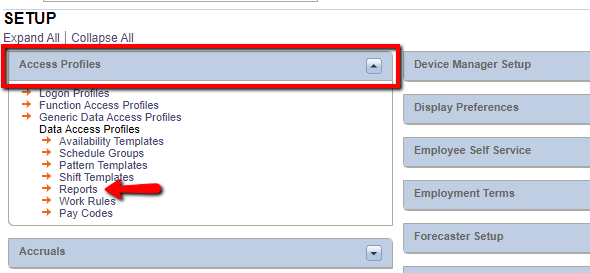 SETUP
Expand All | Collapse All
Access Profiles
Logon Profiles
Function Access Profiles
Generic Data Access Profiles
Data Access Profiles
Availability Templates
Schedule Groups
Pattern Templates
Shift Templates
Reports
Work Rules
Pay Codes
Accruals
Device Manager Setup
Display Preferences
Employee Self Service
Employment Terms
Forecaster Setup